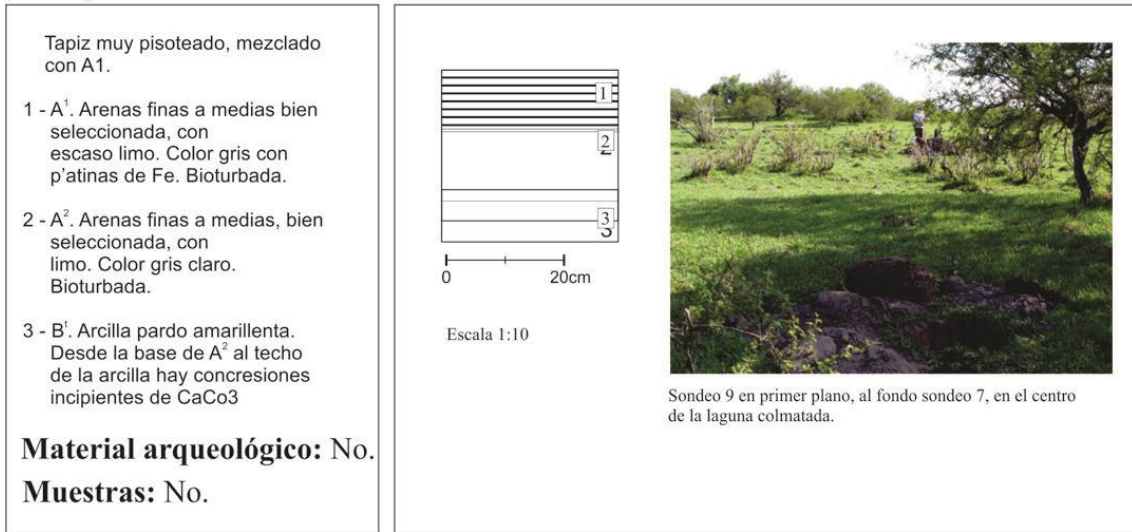 Tapiz muy pisoteado, mezclado
con A1.
1 - A¹. Arenas finas a medias bien
seleccionada, con
escaso limo. Color gris con
p'atinas de Fe. Bioturbada.
2 - A². Arenas finas a medias, bien
seleccionada, con
limo. Color gris claro.
Bioturbada.
3 - Bᵗ. Arcilla pardo amarillenta.
Desde la base de A² al techo
de la arcilla hay concresiones
incipientes de CaCo3
Material arqueológico: No.
Muestras: No.
1
2
3
0 20cm
Escala 1:10
Sondeo 9 en primer plano, al fondo sondeo 7, en el centro
de la laguna colmatada.